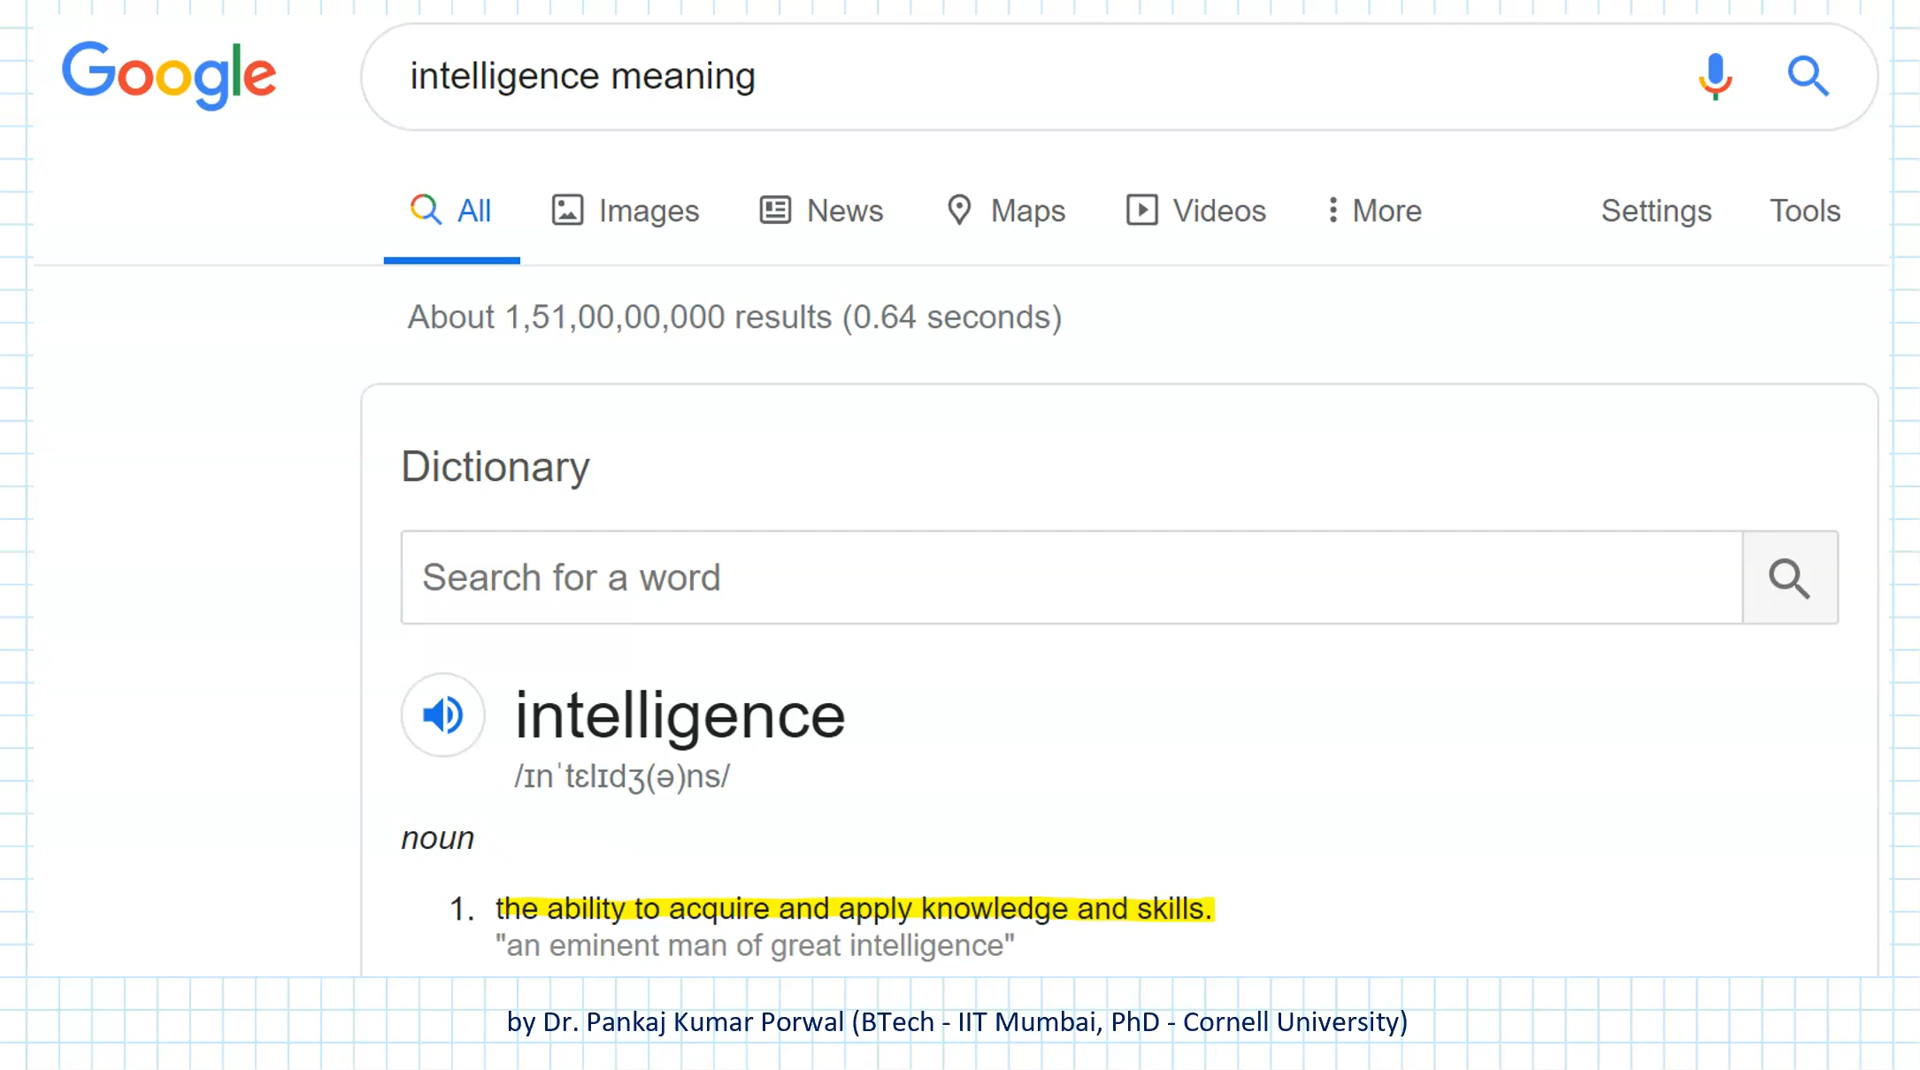 Google
intelligence meaning
All Images News Maps Videos More Settings Tools
About 1,51,00,00,000 results (0.64 seconds)
Dictionary
Search for a word
intelligence
/ɪnˈtɛlɪdʒ(ə)ns/
noun
1. the ability to acquire and apply knowledge and skills.
"an eminent man of great intelligence"
by Dr. Pankaj Kumar Porwal (BTech - IIT Mumbai, PhD - Cornell University)